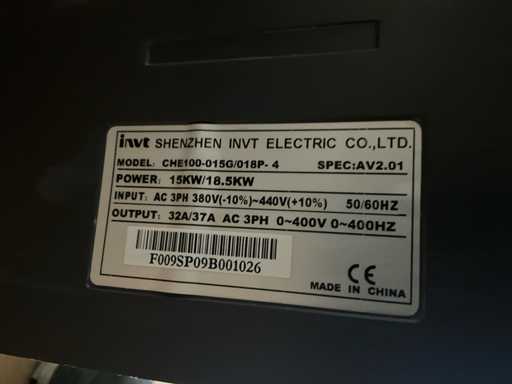 invt SHENZHEN INVT ELECTRIC CO.,LTD.
MODEL: CHE100-015G/018P- 4 SPEC:AV2.01
POWER: 15KW/18.5KW
INPUT: AC 3PH 380V(-10%)~440V(+10%) 50/60HZ
OUTPUT: 32A/37A AC 3PH 0~400V 0~400HZ
F009SP09B001026
CE
MADE IN CHINA